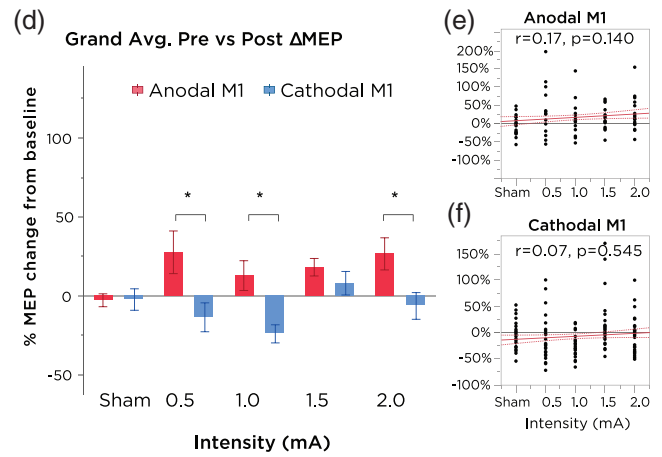 (d)
Grand Avg. Pre vs Post ΔMEP
Anodal M1
Cathodal M1
% MEP change from baseline
100
50
0
-50
*
*
*
Sham
0.5
1.0
1.5
2.0
Intensity (mA)
(e)
Anodal M1
r=0.17, p=0.140
200%
150%
100%
50%
0%
-50%
-100%
Sham
0.5
1.0
1.5
2.0
(f)
Cathodal M1
r=0.07, p=0.545
150%
100%
50%
0%
-50%
-100%
Sham
0.5
1.0
1.5
2.0
Intensity (mA)